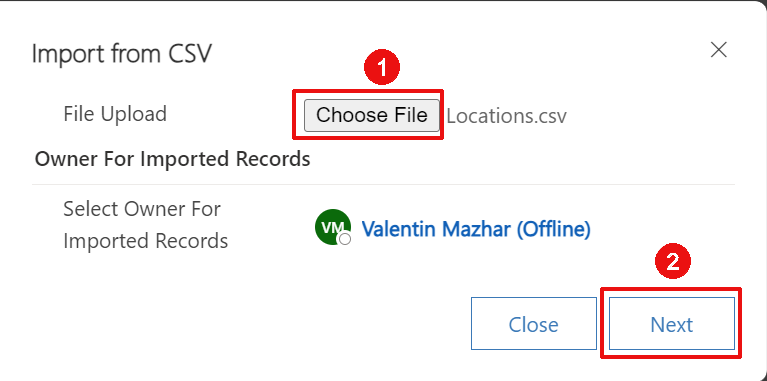 Import from CSV
1
File Upload
Choose File Locations.csv
Owner For Imported Records
Select Owner For
Imported Records
VM Valentin Mazhar (Offline)
2
Close Next